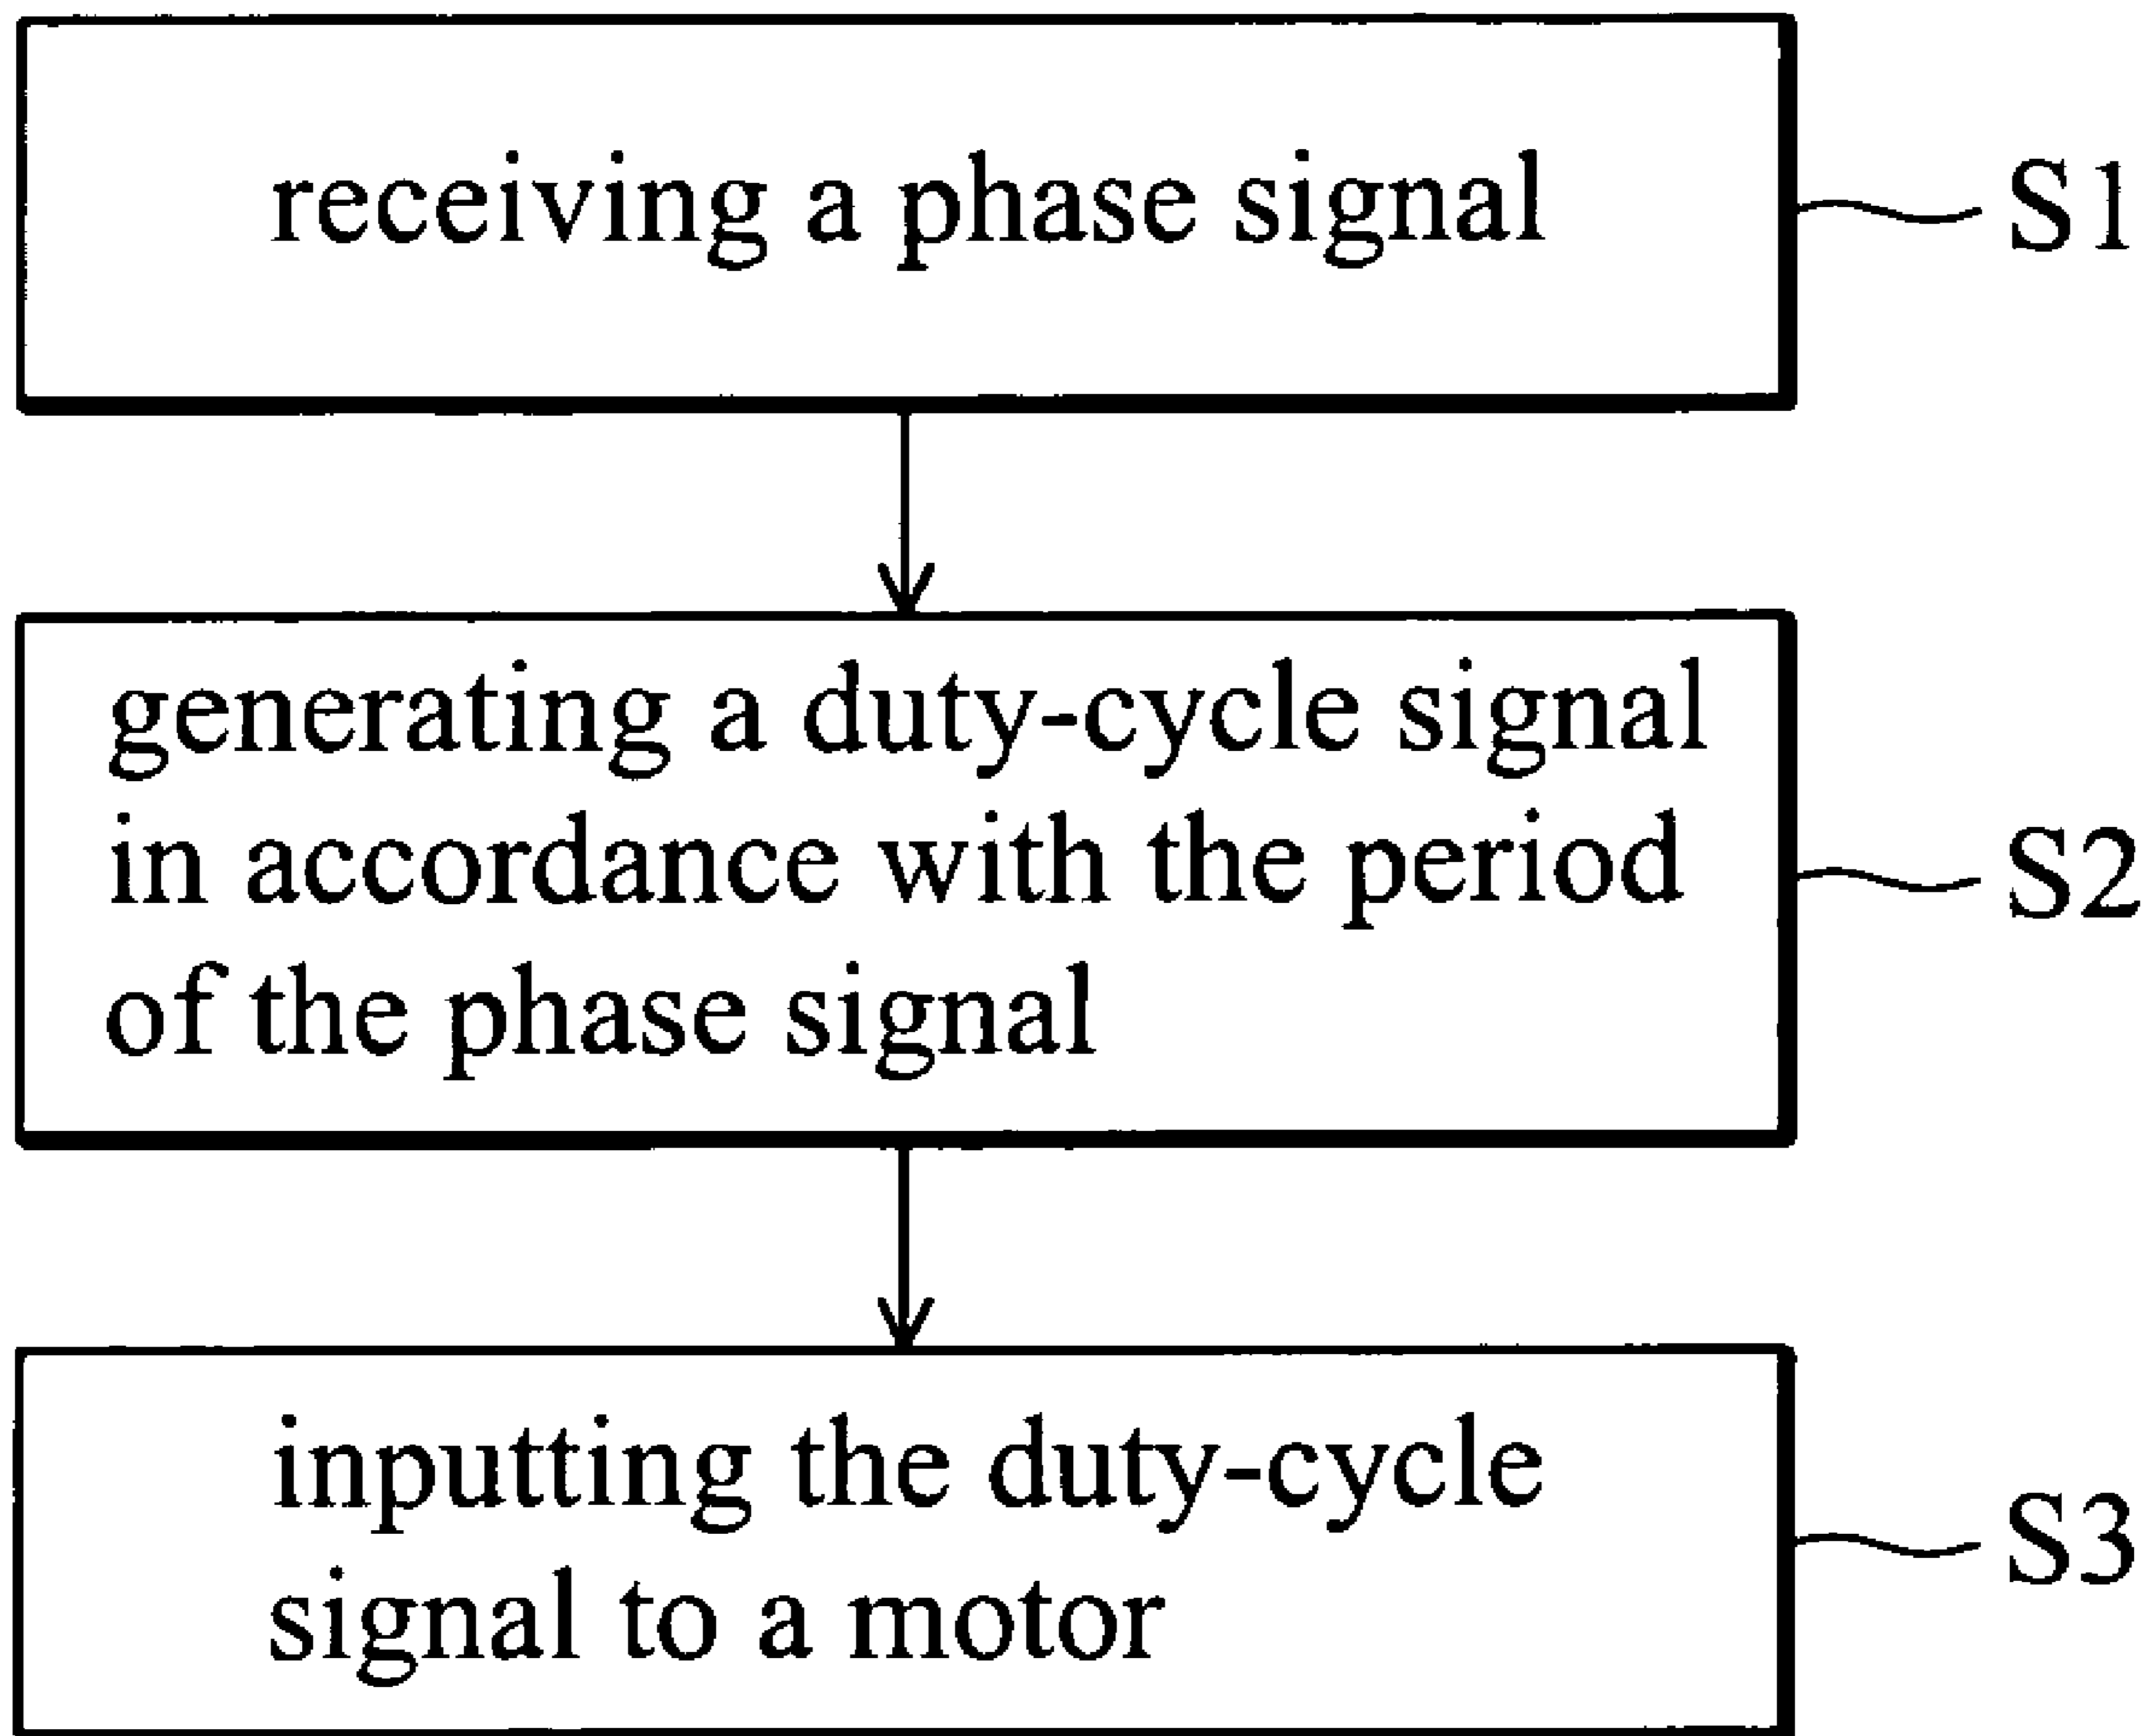 receiving a phase signal
S1
generating a duty-cycle signal
in accordance with the period
of the phase signal
S2
inputting the duty-cycle
signal to a motor
S3